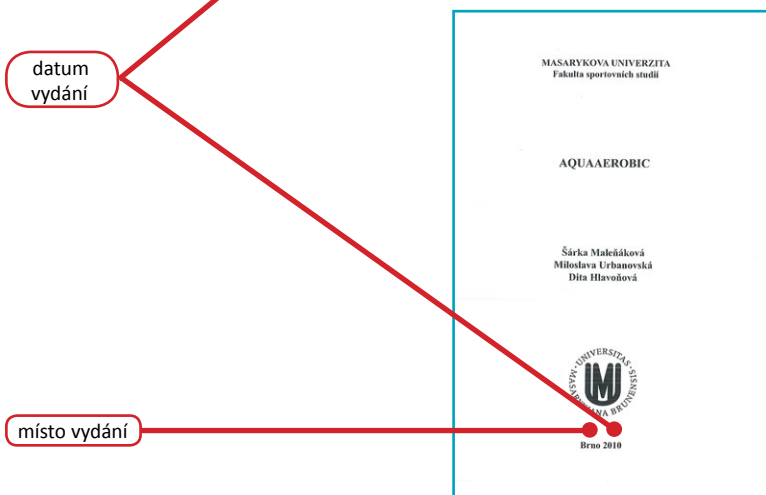 datum
vydání
místo vydání
MASARYKOVA UNIVERZITA
Fakulta sportovních studií
AQUAAEROBIC
Šárka Maleňáková
Miloslava Urbanovská
Dita Hlavoňová
UNIVERSITAS
MASARYKIANA BRUNENSIS
Brno 2010